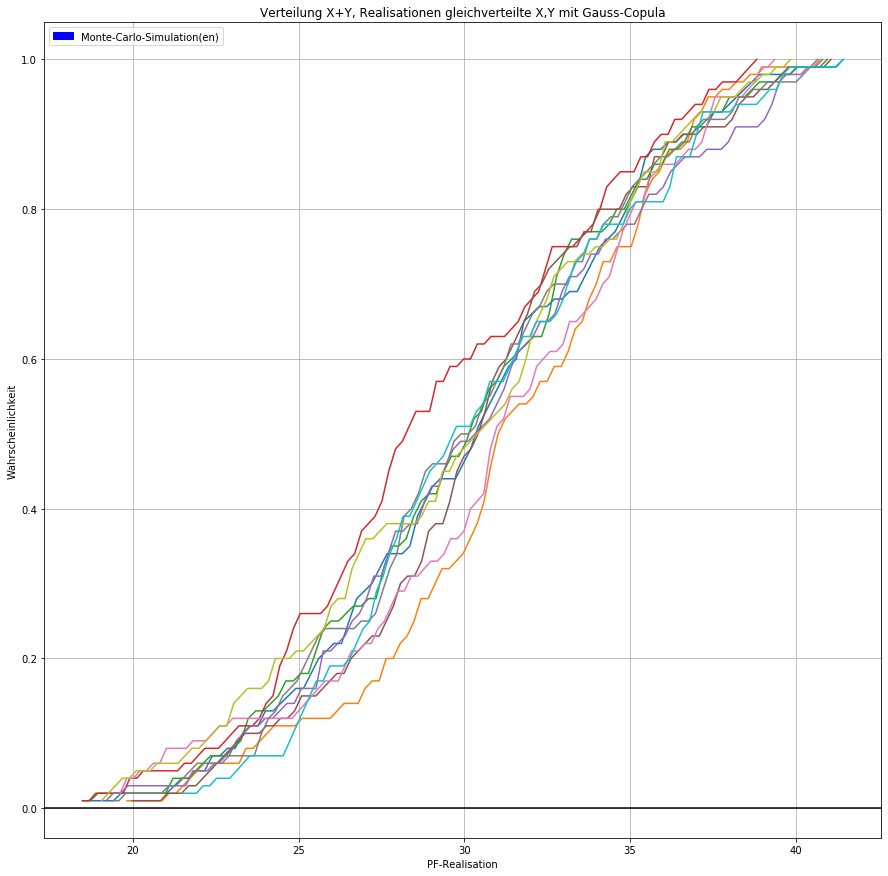 Verteilung X+Y, Realisationen gleichverteilte X,Y mit Gauss-Copula
Monte-Carlo-Simulation(en)
1.0
0.8
0.6
0.4
0.2
0.0
Wahrscheinlichkeit
20 25 30 35 40
PF-Realisation